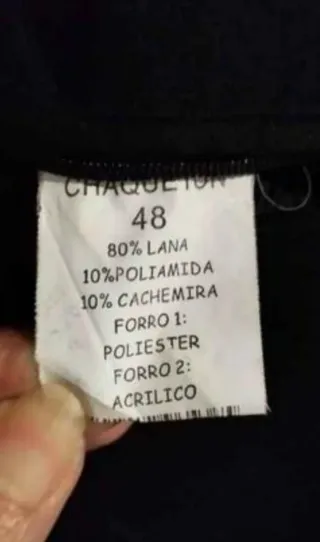 CHAQUETON
48
80% LANA
10%POLIAMIDA
10% CACHEMIRA
FORRO 1:
POLIESTER
FORRO 2:
ACRILICO